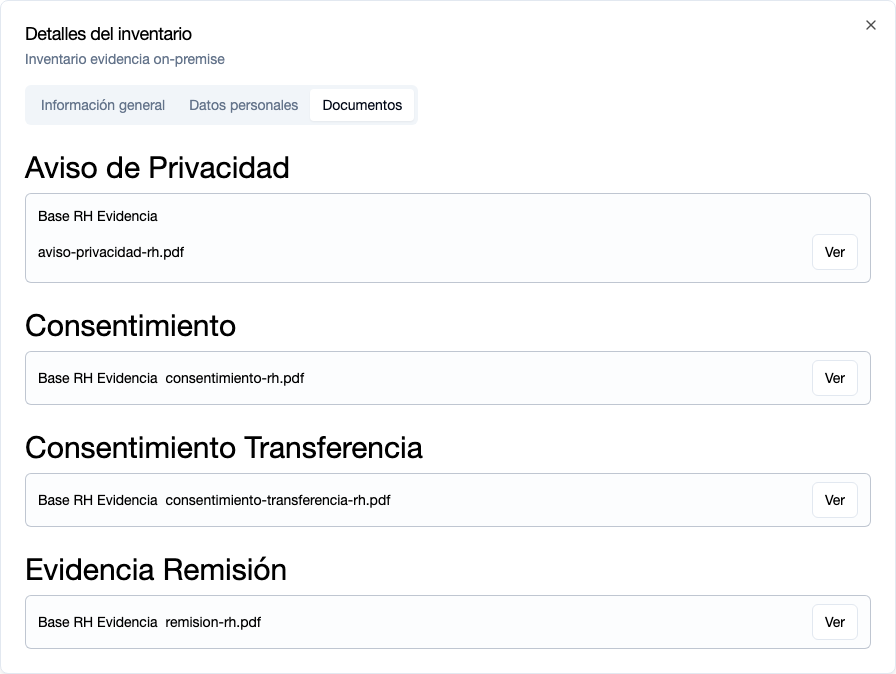 Detalles del inventario
Inventario evidencia on-premise
Información general Datos personales Documentos
Aviso de Privacidad
Base RH Evidencia
aviso-privacidad-rh.pdf Ver
Consentimiento
Base RH Evidencia consentimiento-rh.pdf Ver
Consentimiento Transferencia
Base RH Evidencia consentimiento-transferencia-rh.pdf Ver
Evidencia Remisión
Base RH Evidencia remision-rh.pdf Ver